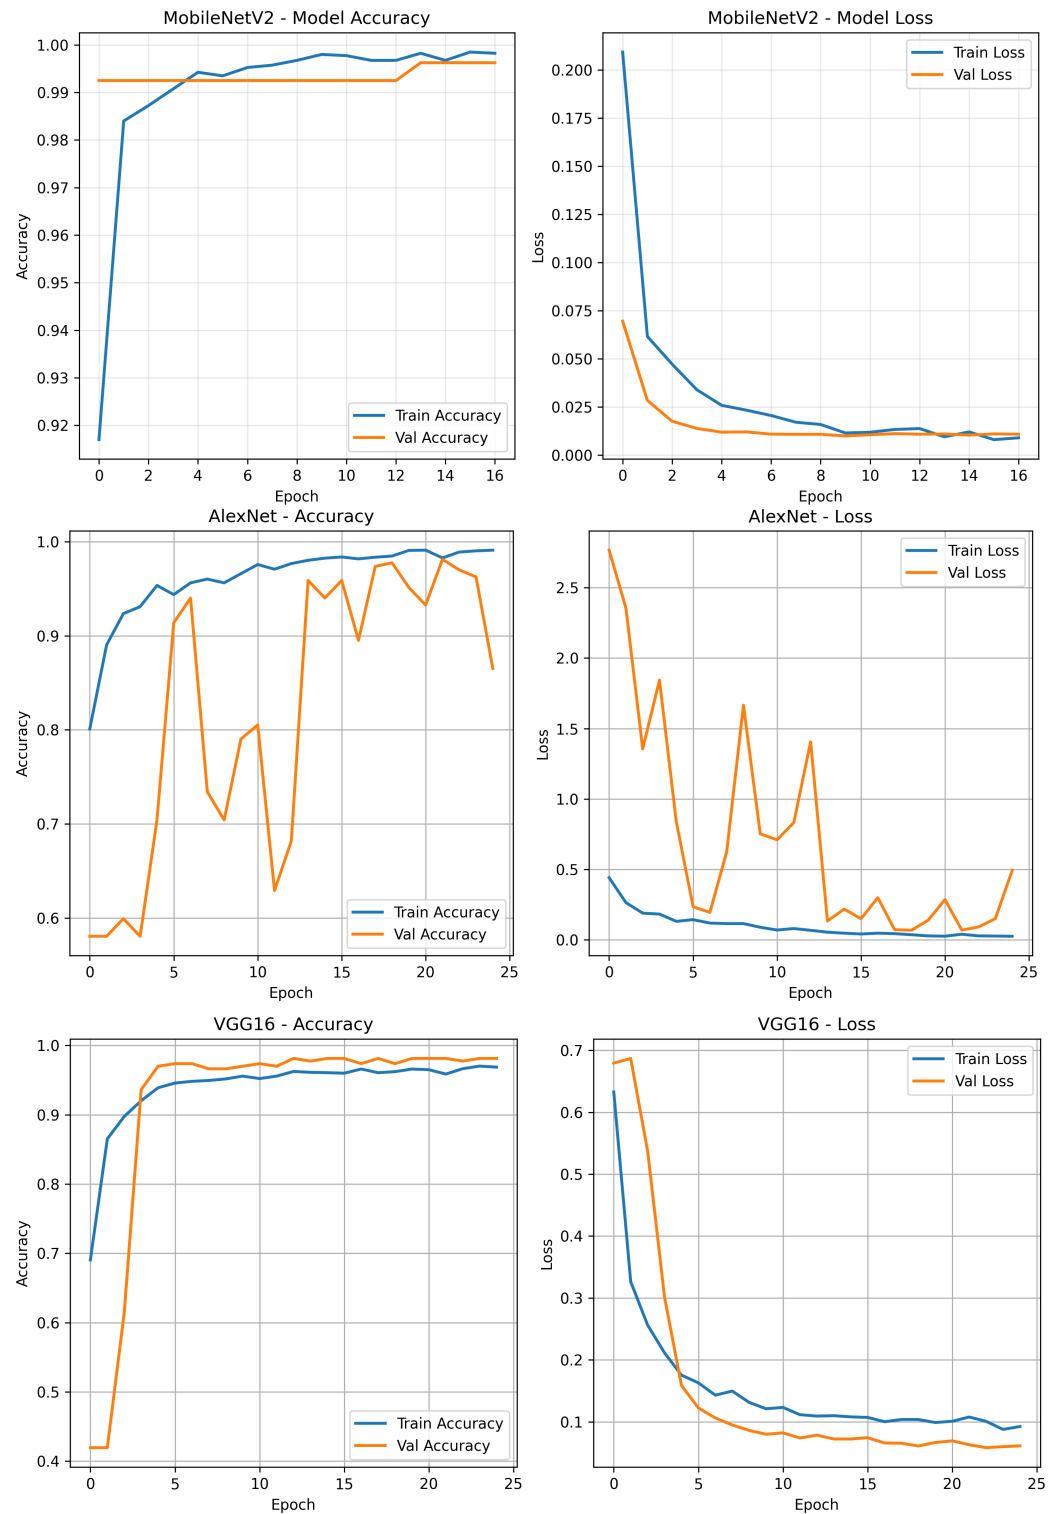 MobileNetV2 - Model Accuracy
1.00
0.99
0.98
0.97
0.96
0.95
0.94
0.93
0.92
Accuracy
Train Accuracy
Val Accuracy
0 2 4 6 8 10 12 14 16
Epoch
MobileNetV2 - Model Loss
0.200
0.175
0.150
0.125
0.100
0.075
0.050
0.025
0.000
Loss
Train Loss
Val Loss
0 2 4 6 8 10 12 14 16
Epoch
AlexNet - Accuracy
1.0
0.9
0.8
0.7
0.6
Accuracy
Train Accuracy
Val Accuracy
0 5 10 15 20 25
Epoch
AlexNet - Loss
2.5
2.0
1.5
1.0
0.5
0.0
Loss
Train Loss
Val Loss
0 5 10 15 20 25
Epoch
VGG16 - Accuracy
1.0
0.9
0.8
0.7
0.6
0.5
0.4
Accuracy
Train Accuracy
Val Accuracy
0 5 10 15 20 25
Epoch
VGG16 - Loss
0.7
0.6
0.5
0.4
0.3
0.2
0.1
Loss
Train Loss
Val Loss
0 5 10 15 20 25
Epoch